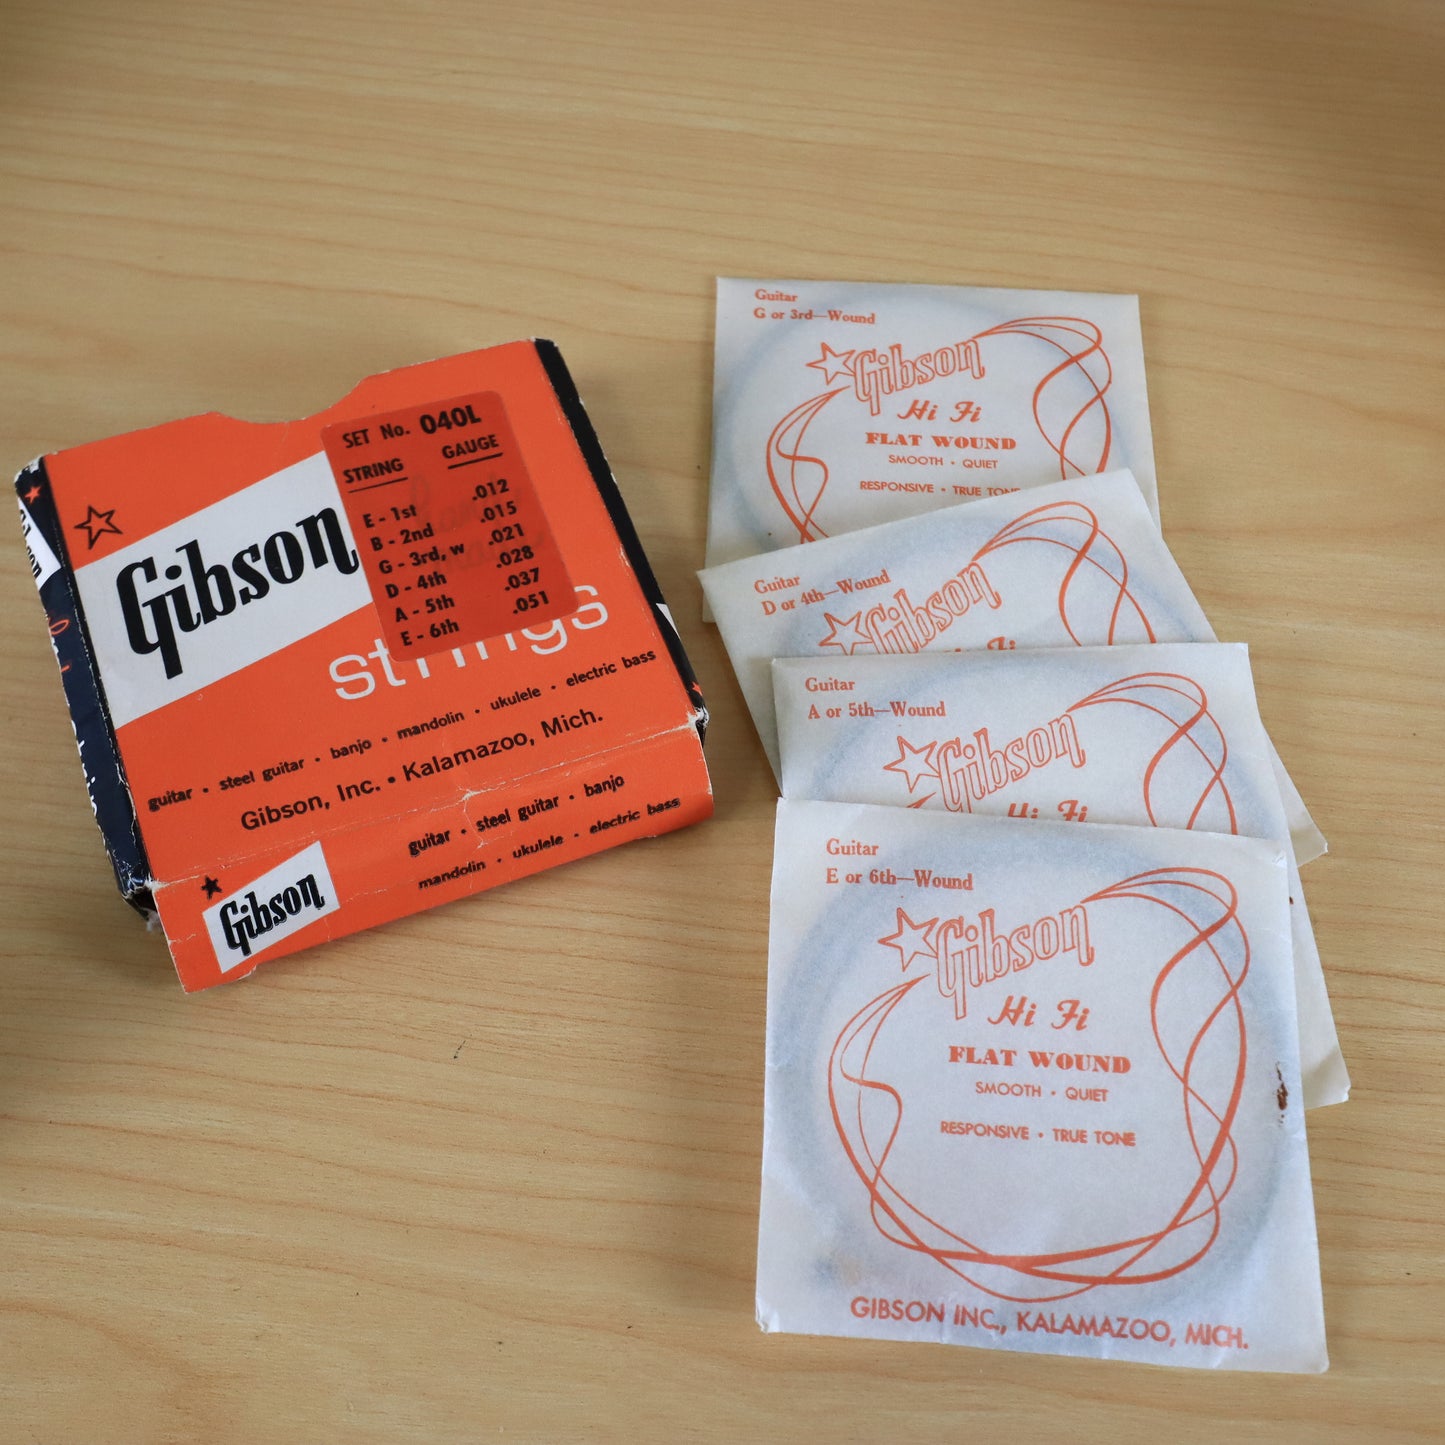 SET No. 040L
STRING GAUGE
E - 1st .012
B - 2nd .015
G - 3rd, w .021
D - 4th .028
A - 5th .037
E - 6th .051
Gibson
strings
guitar • steel guitar • banjo • mandolin • ukulele • electric bass
Gibson, Inc. • Kalamazoo, Mich.
guitar • steel guitar • banjo
mandolin • ukulele • electric bass
Gibson
Guitar
G or 3rd—Wound
Gibson
Hi Fi
FLAT WOUND
SMOOTH • QUIET
RESPONSIVE • TRUE TONE
Guitar
D or 4th—Wound
Gibson
Hi Fi
Guitar
A or 5th—Wound
Gibson
Hi Fi
Guitar
E or 6th—Wound
Gibson
Hi Fi
FLAT WOUND
SMOOTH • QUIET
RESPONSIVE • TRUE TONE
GIBSON INC., KALAMAZOO, MICH.